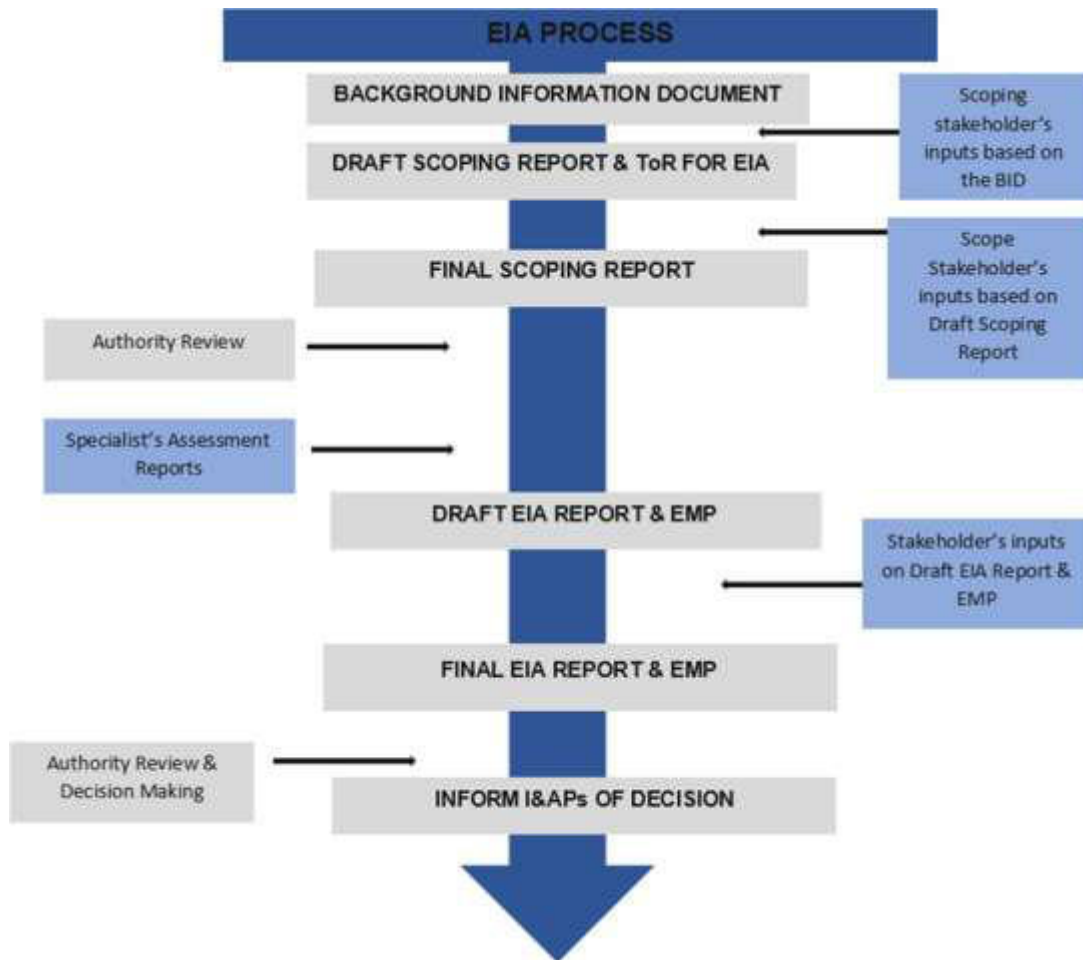 EIA PROCESS
BACKGROUND INFORMATION DOCUMENT
Scoping
stakeholder's
inputs based on
the BID
DRAFT SCOPING REPORT & ToR FOR EIA
Scope
Stakeholder's
inputs based on
Draft Scoping
Report
FINAL SCOPING REPORT
Authority Review
Specialist's Assessment
Reports
DRAFT EIA REPORT & EMP
Stakeholder's inputs
on Draft EIA Report &
EMP
FINAL EIA REPORT & EMP
Authority Review &
Decision Making
INFORM I&APs OF DECISION